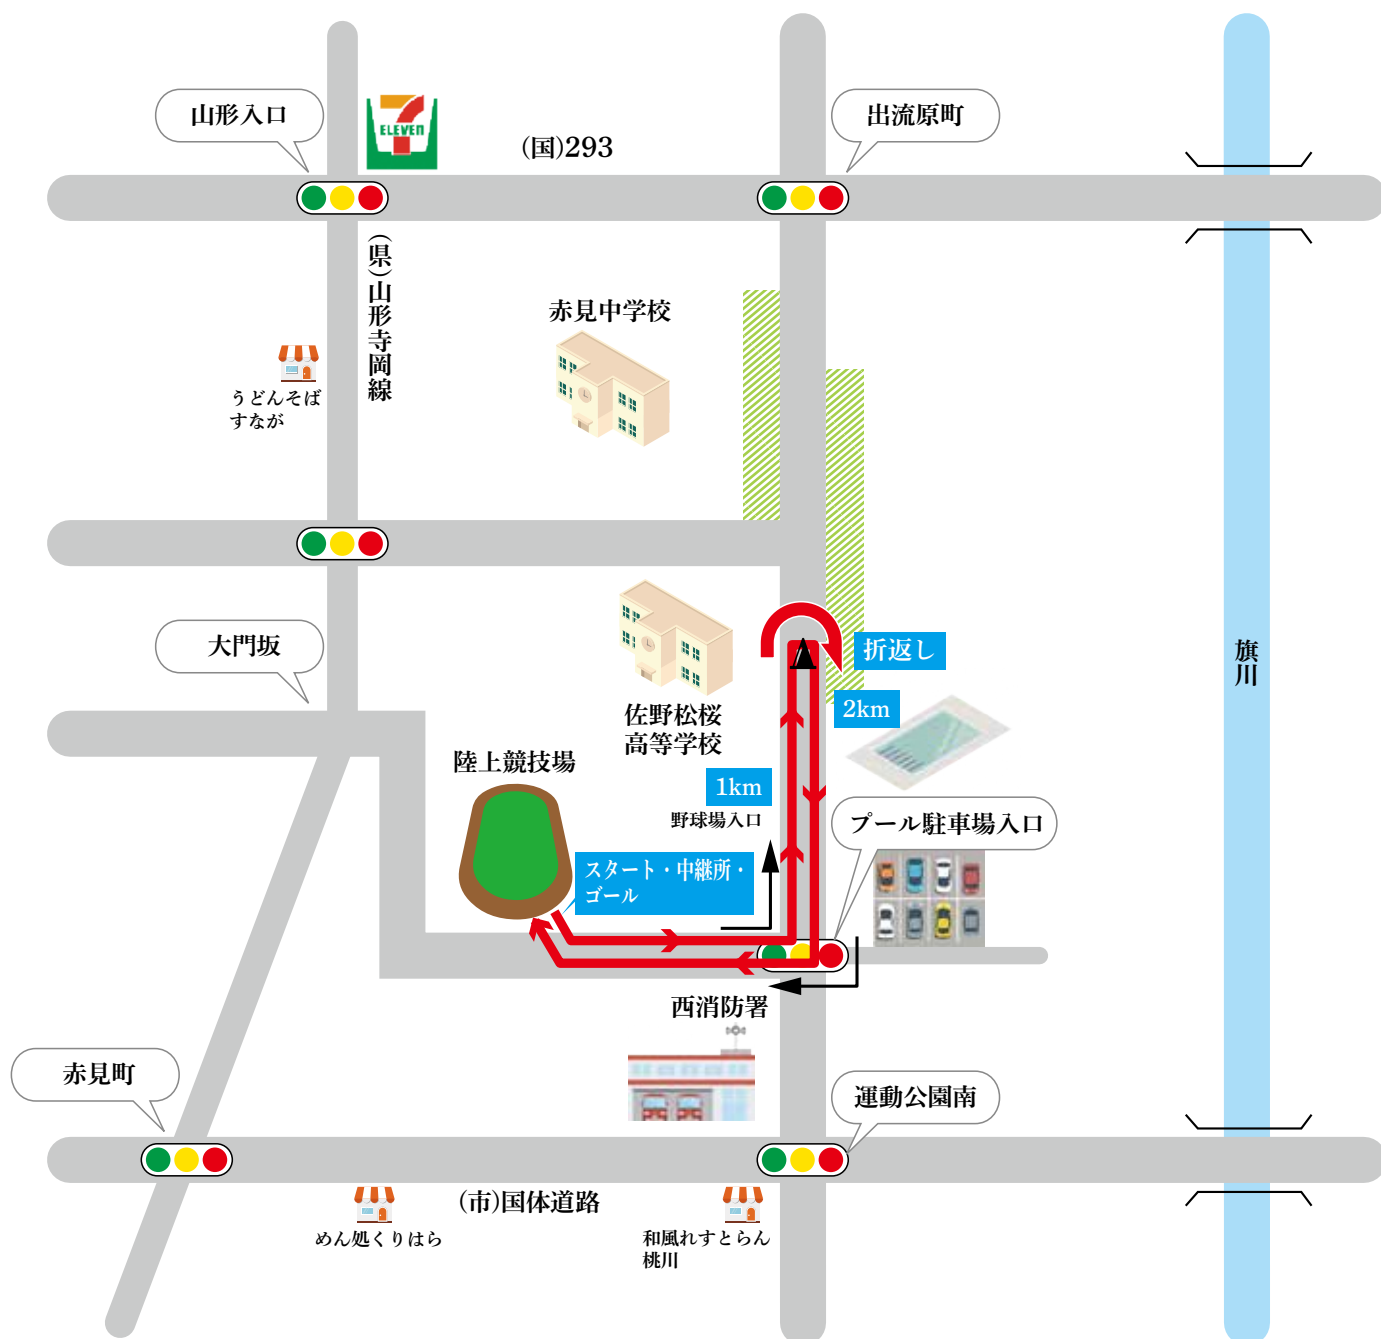 山形入口
ELEVEN
(国)293
出流原町
(県)山形寺岡線
赤見中学校
うどんそば
すなが
大門坂
佐野松桜
高等学校
折返し
2km
旗川
陸上競技場
1km
野球場入口
プール駐車場入口
スタート・中継所・
ゴール
西消防署
赤見町
運動公園南
(市)国体道路
めん処くりはら
和風れすとらん
桃川